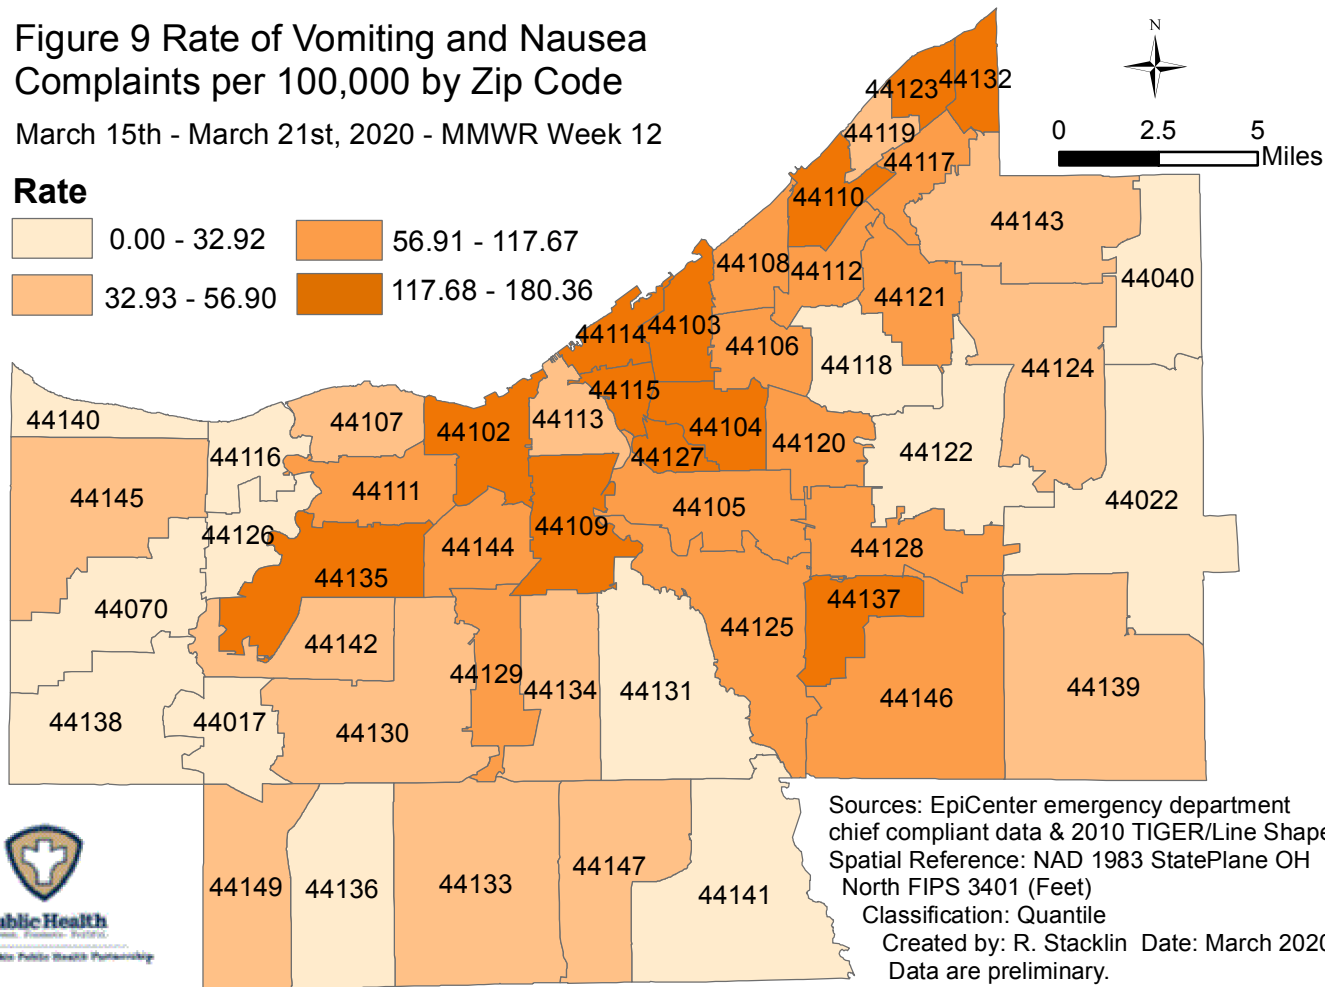 Figure 9 Rate of Vomiting and Nausea
Complaints per 100,000 by Zip Code
March 15th - March 21st, 2020 - MMWR Week 12
Rate
0.00 - 32.92
56.91 - 117.67
32.93 - 56.90
117.68 - 180.36
N
0 2.5 5
Miles
44123
44132
44119
44117
44110
44143
44108
44112
44040
44121
44114
44103
44106
44118
44124
44115
44140
44107
44102
44113
44104
44120
44116
44127
44122
44145
44111
44105
44022
44126
44109
44144
44128
44135
44070
44137
44125
44142
44129
44134
44131
44139
44146
44138
44017
44130
44149
44136
44133
44147
44141
Sources: EpiCenter emergency department
chief compliant data & 2010 TIGER/Line Shape
Spatial Reference: NAD 1983 StatePlane OH
North FIPS 3401 (Feet)
Classification: Quantile
Created by: R. Stacklin Date: March 2020
Data are preliminary.
ublic Health
Public Health Partnership